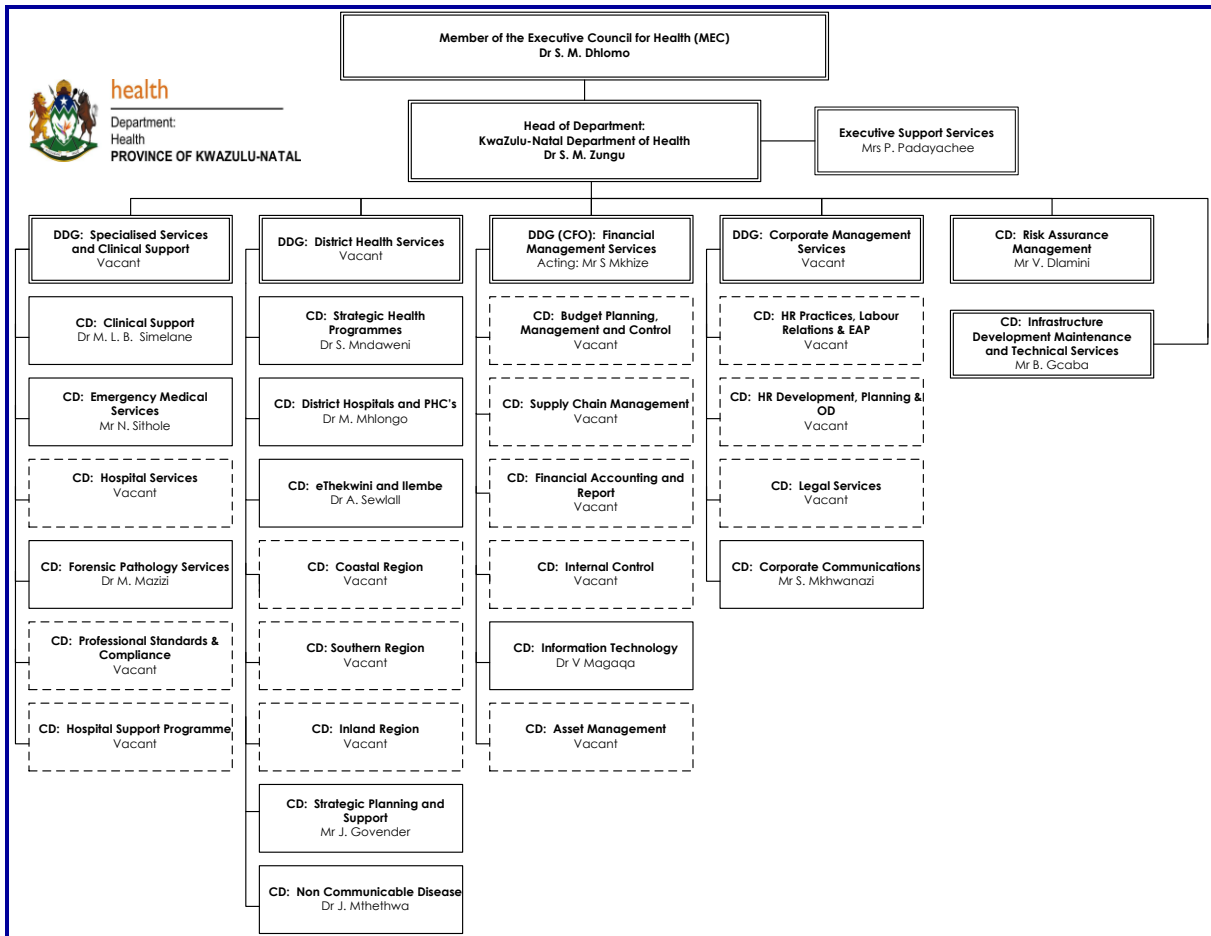 Member of the Executive Council for Health (MEC)
Dr S. M. Dhlomo
health
Department:
Health
PROVINCE OF KWAZULU-NATAL
Head of Department:
KwaZulu-Natal Department of Health
Dr S. M. Zungu
Executive Support Services
Mrs P. Padayachee
DDG: Specialised Services
and Clinical Support
Vacant
CD: Clinical Support
Dr M. L. B. Simelane
CD: Emergency Medical
Services
Mr N. Sithole
CD: Hospital Services
Vacant
CD: Forensic Pathology Services
Dr M. Mazizi
CD: Professional Standards &
Compliance
Vacant
CD: Hospital Support Programme
Vacant
DDG: District Health Services
Vacant
CD: Strategic Health
Programmes
Dr S. Mndaweni
CD: District Hospitals and PHC's
Dr M. Mhlongo
CD: eThekwini and Ilembe
Dr A. Sewlall
CD: Coastal Region
Vacant
CD: Southern Region
Vacant
CD: Inland Region
Vacant
CD: Strategic Planning and
Support
Mr J. Govender
CD: Non Communicable Disease
Dr J. Mthethwa
DDG (CFO): Financial
Management Services
Acting: Mr S Mkhize
CD: Budget Planning,
Management and Control
Vacant
CD: Supply Chain Management
Vacant
CD: Financial Accounting and
Report
Vacant
CD: Internal Control
Vacant
CD: Information Technology
Dr V Magaqa
CD: Asset Management
Vacant
DDG: Corporate Management
Services
Vacant
CD: HR Practices, Labour
Relations & EAP
Vacant
CD: HR Development, Planning &
OD
Vacant
CD: Legal Services
Vacant
CD: Corporate Communications
Mr S. Mkhwanazi
CD: Risk Assurance
Management
Mr V. Dlamini
CD: Infrastructure
Development Maintenance
and Technical Services
Mr B. Gcaba